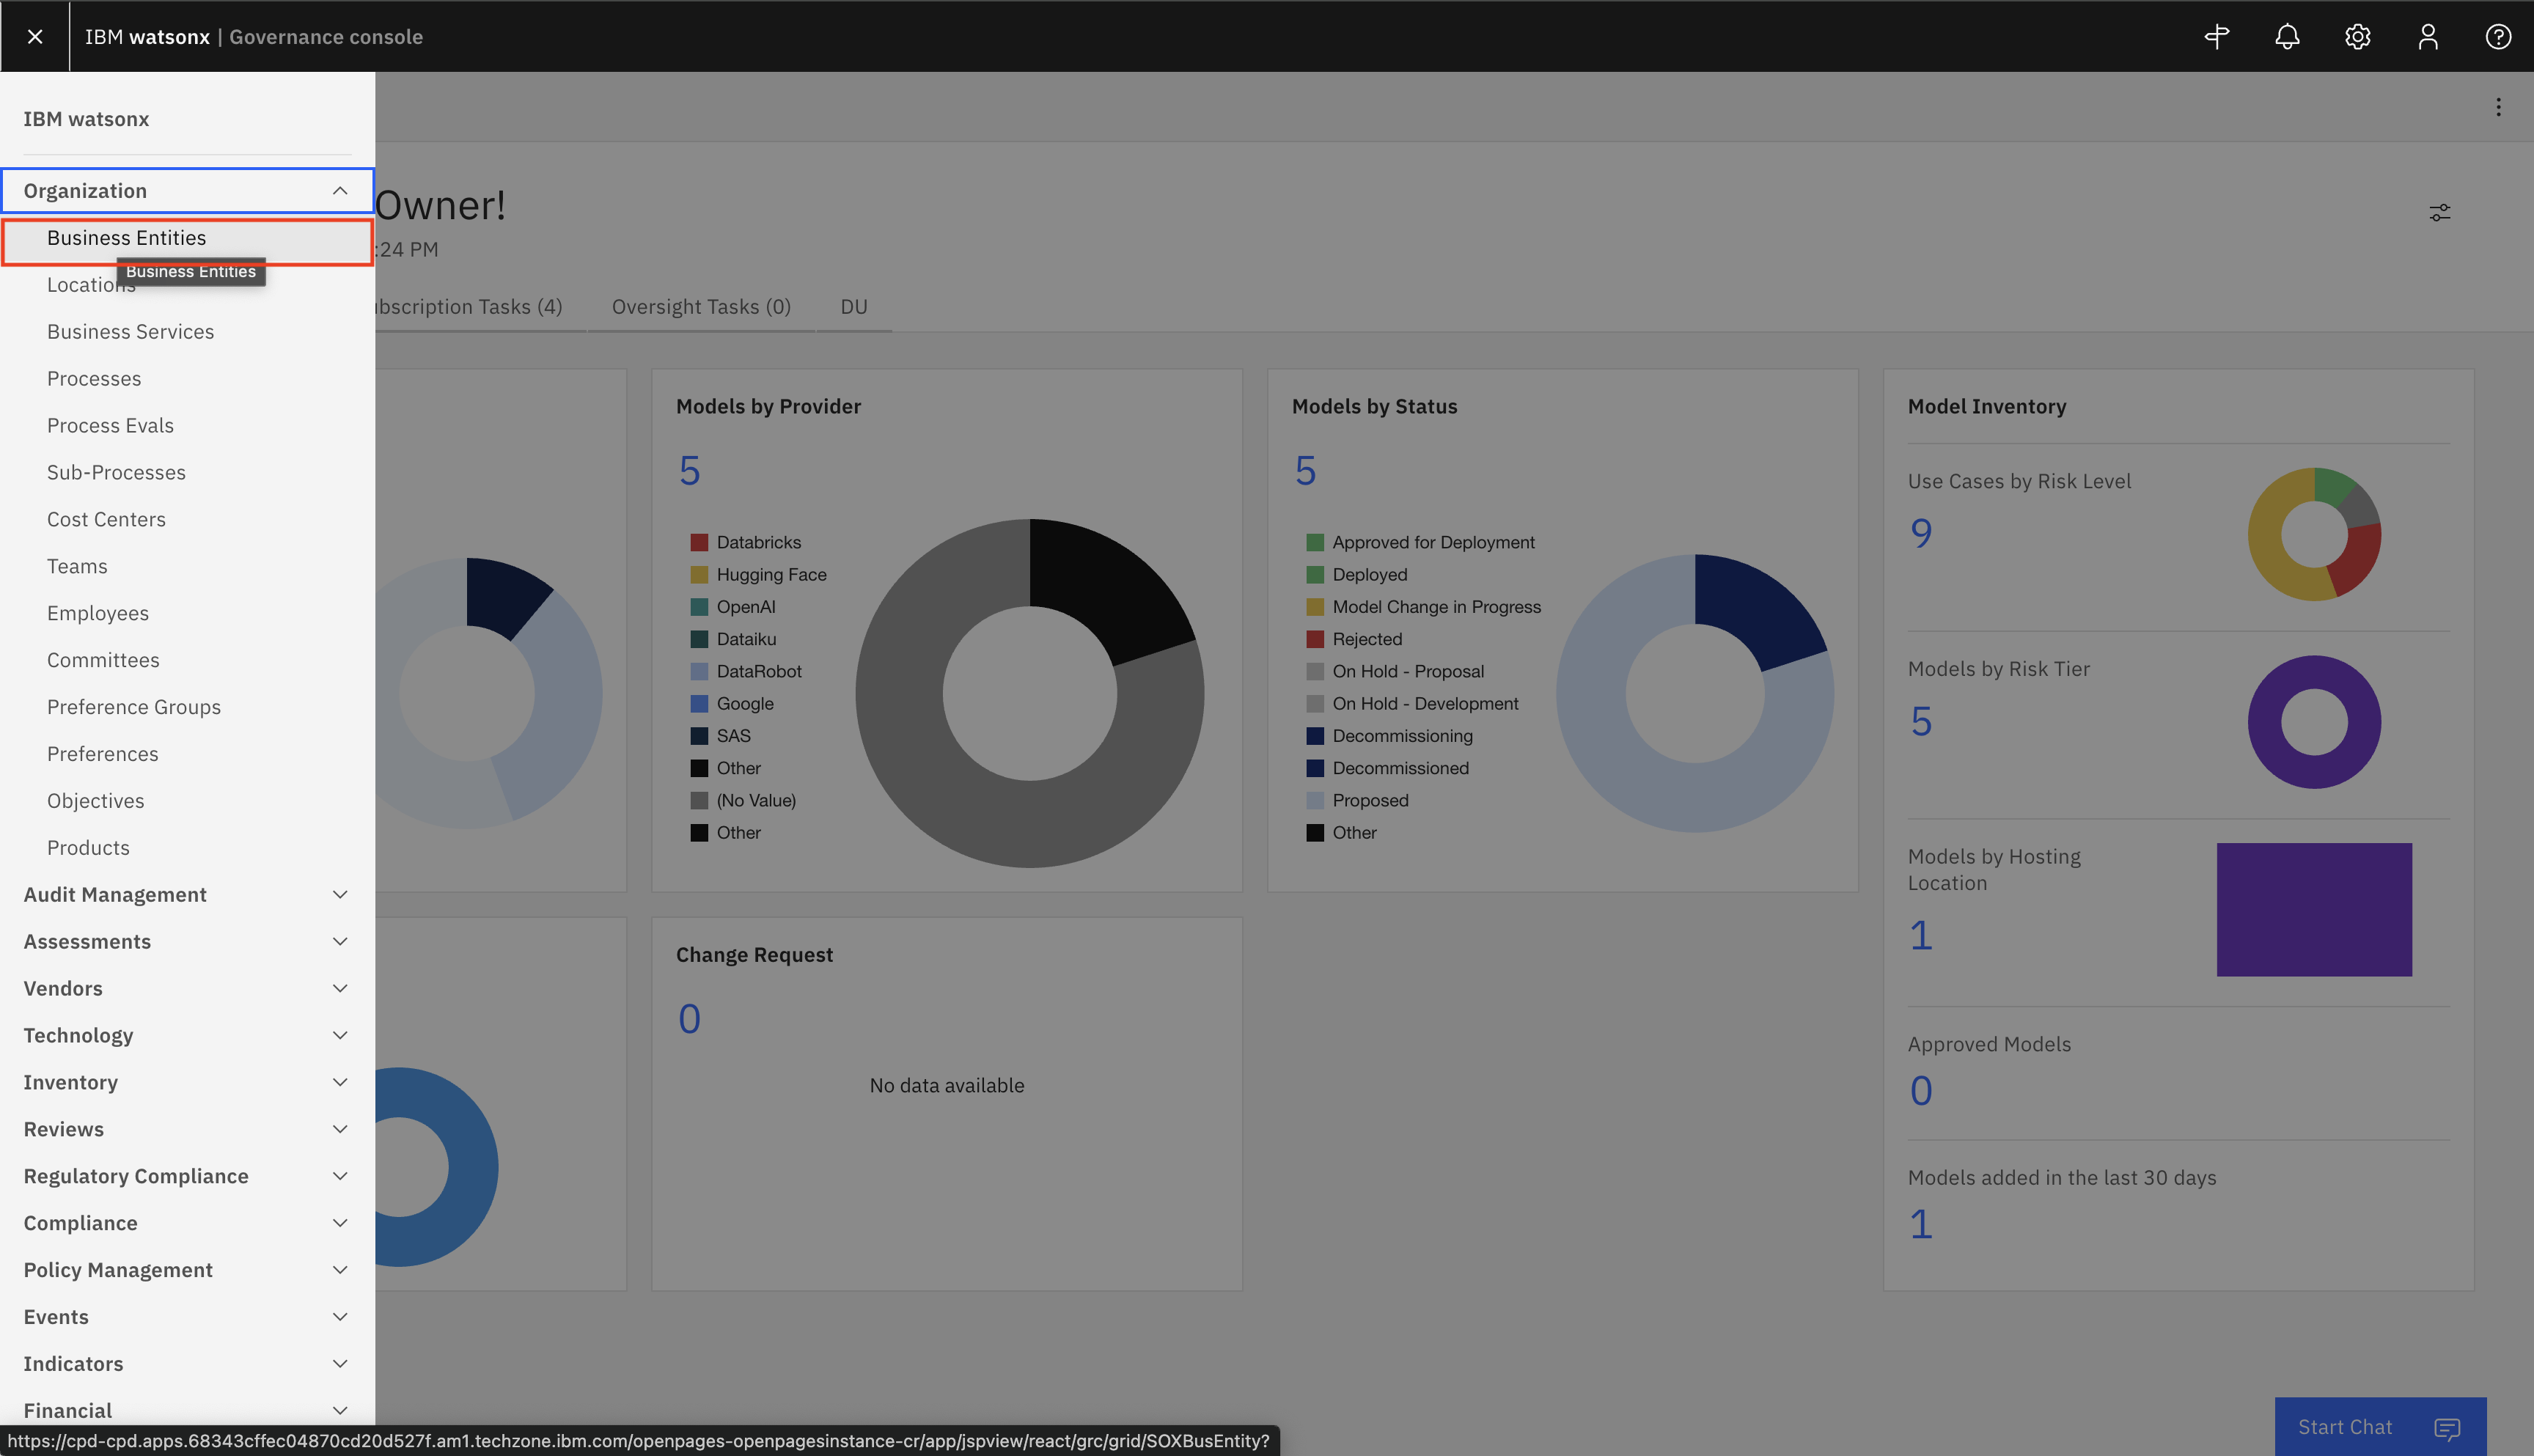 IBM watsonx | Governance console
IBM watsonx
Organization
Business Entities
Business Entities
Locations
Business Services
Processes
Process Evals
Sub-Processes
Cost Centers
Teams
Employees
Committees
Preference Groups
Preferences
Objectives
Products
Audit Management
Assessments
Vendors
Technology
Inventory
Reviews
Regulatory Compliance
Compliance
Policy Management
Events
Indicators
Financial
Owner!
:24 PM
ubscription Tasks (4)
Oversight Tasks (0)
DU
Models by Provider
5
Databricks
Hugging Face
OpenAI
Dataiku
DataRobot
Google
SAS
Other
(No Value)
Other
Models by Status
5
Approved for Deployment
Deployed
Model Change in Progress
Rejected
On Hold - Proposal
On Hold - Development
Decommissioning
Decommissioned
Proposed
Other
Model Inventory
Use Cases by Risk Level
9
Models by Risk Tier
5
Models by Hosting
Location
1
Approved Models
0
Models added in the last 30 days
1
Change Request
0
No data available
Start Chat
https://cpd-cpd.apps.68343cffec04870cd20d527f.am1.techzone.ibm.com/openpages-openpagesinstance-cr/app/jspview/react/grc/grid/SOXBusEntity?